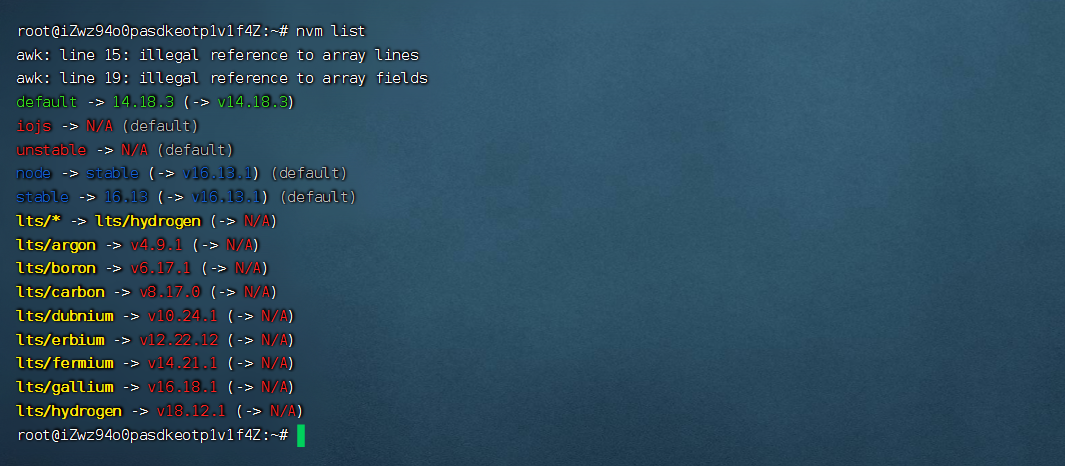 root@iZwz94o0pasdkeotp1v1f4Z:~# nvm list
awk: line 15: illegal reference to array lines
awk: line 19: illegal reference to array fields
default -> 14.18.3 (-> v14.18.3)
iojs -> N/A (default)
unstable -> N/A (default)
node -> stable (-> v16.13.1) (default)
stable -> 16.13 (-> v16.13.1) (default)
lts/* -> lts/hydrogen (-> N/A)
lts/argon -> v4.9.1 (-> N/A)
lts/boron -> v6.17.1 (-> N/A)
lts/carbon -> v8.17.0 (-> N/A)
lts/dubnium -> v10.24.1 (-> N/A)
lts/erbium -> v12.22.12 (-> N/A)
lts/fermium -> v14.21.1 (-> N/A)
lts/gallium -> v16.18.1 (-> N/A)
lts/hydrogen -> v18.12.1 (-> N/A)
root@iZwz94o0pasdkeotp1v1f4Z:~#